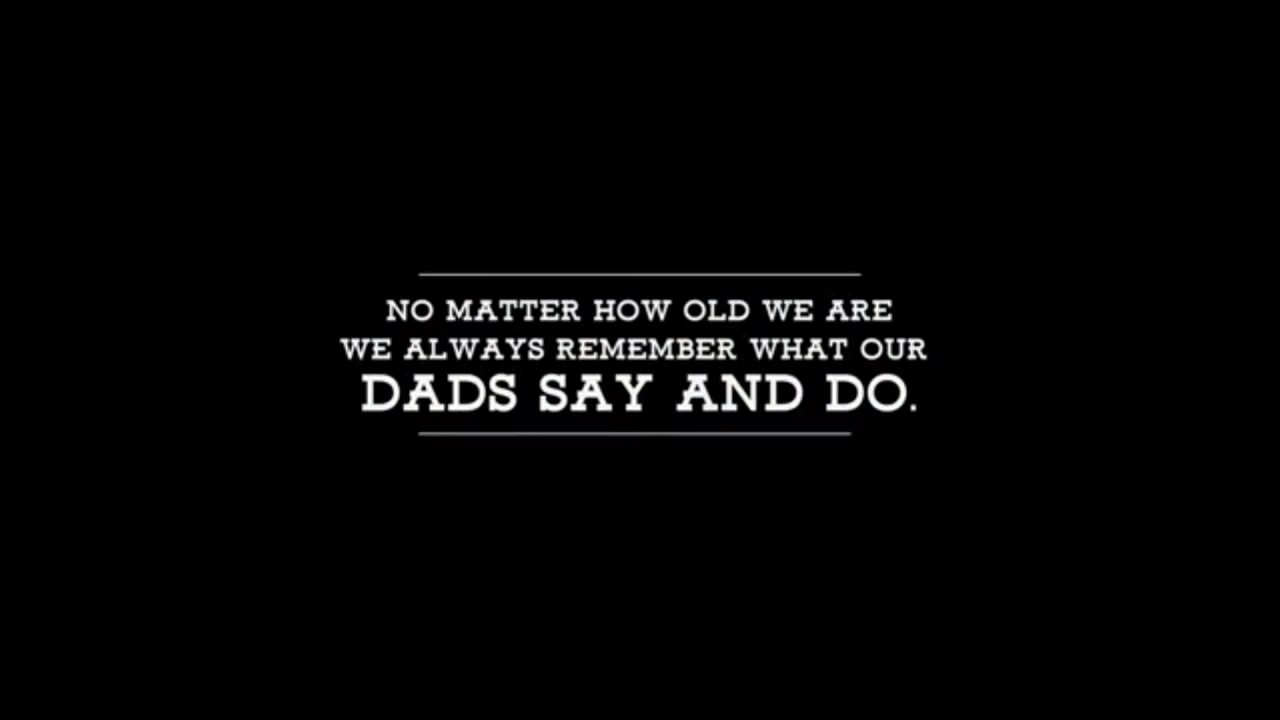 NO MATTER HOW OLD WE ARE
WE ALWAYS REMEMBER WHAT OUR
DADS SAY AND DO.